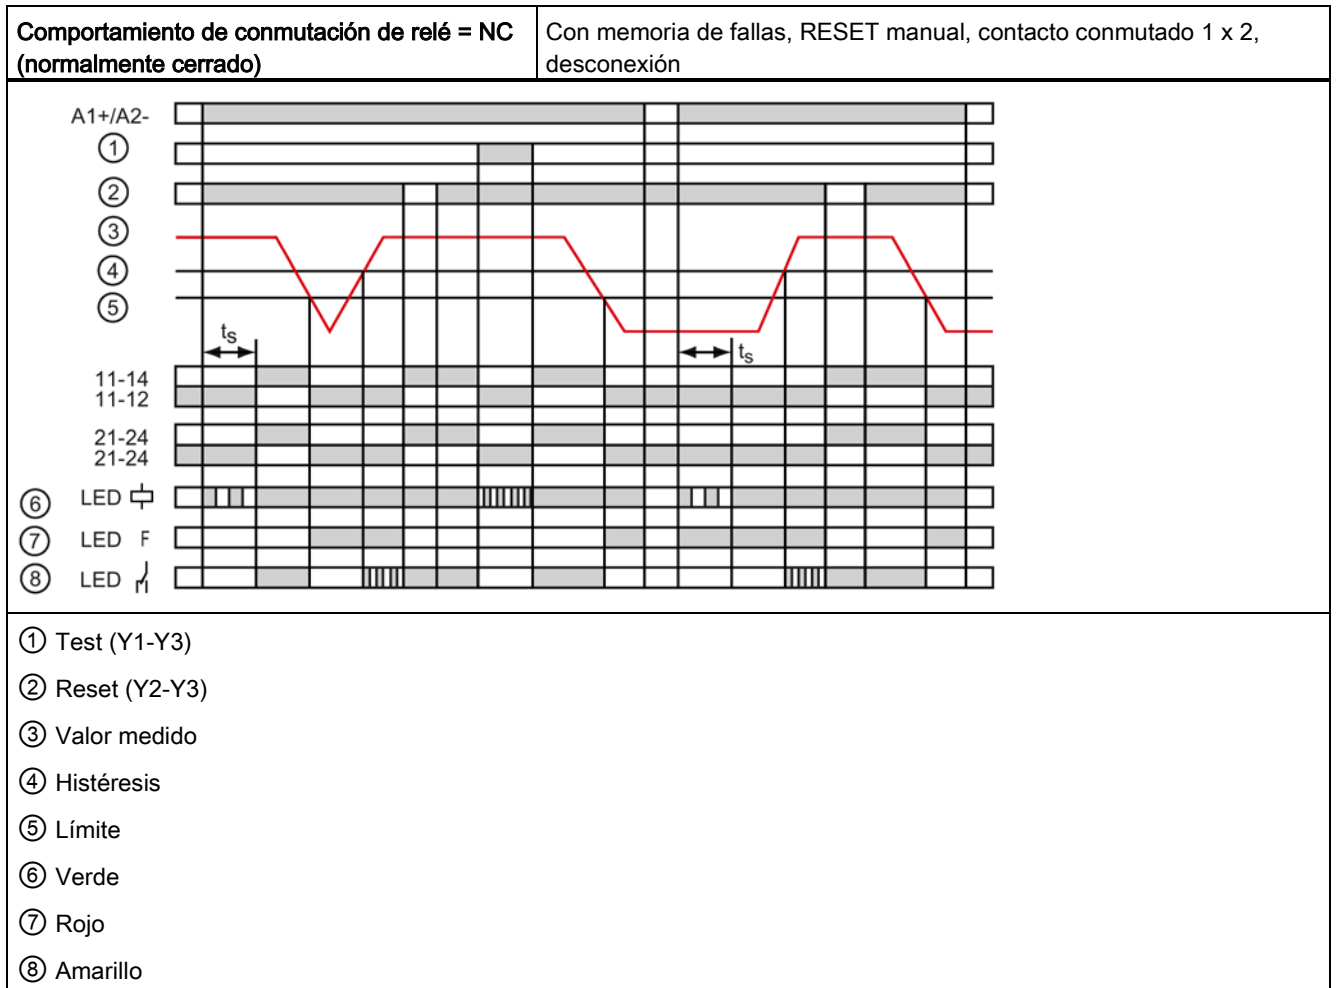 Comportamiento de conmutación de relé = NC
(normalmente cerrado)
Con memoria de fallas, RESET manual, contacto conmutado 1 x 2,
desconexión
A1+/A2-
①
②
③
④
⑤
ts
ts
11-14
11-12
21-24
21-24
⑥ LED
⑦ LED F
⑧ LED
① Test (Y1-Y3)
② Reset (Y2-Y3)
③ Valor medido
④ Histéresis
⑤ Límite
⑥ Verde
⑦ Rojo
⑧ Amarillo